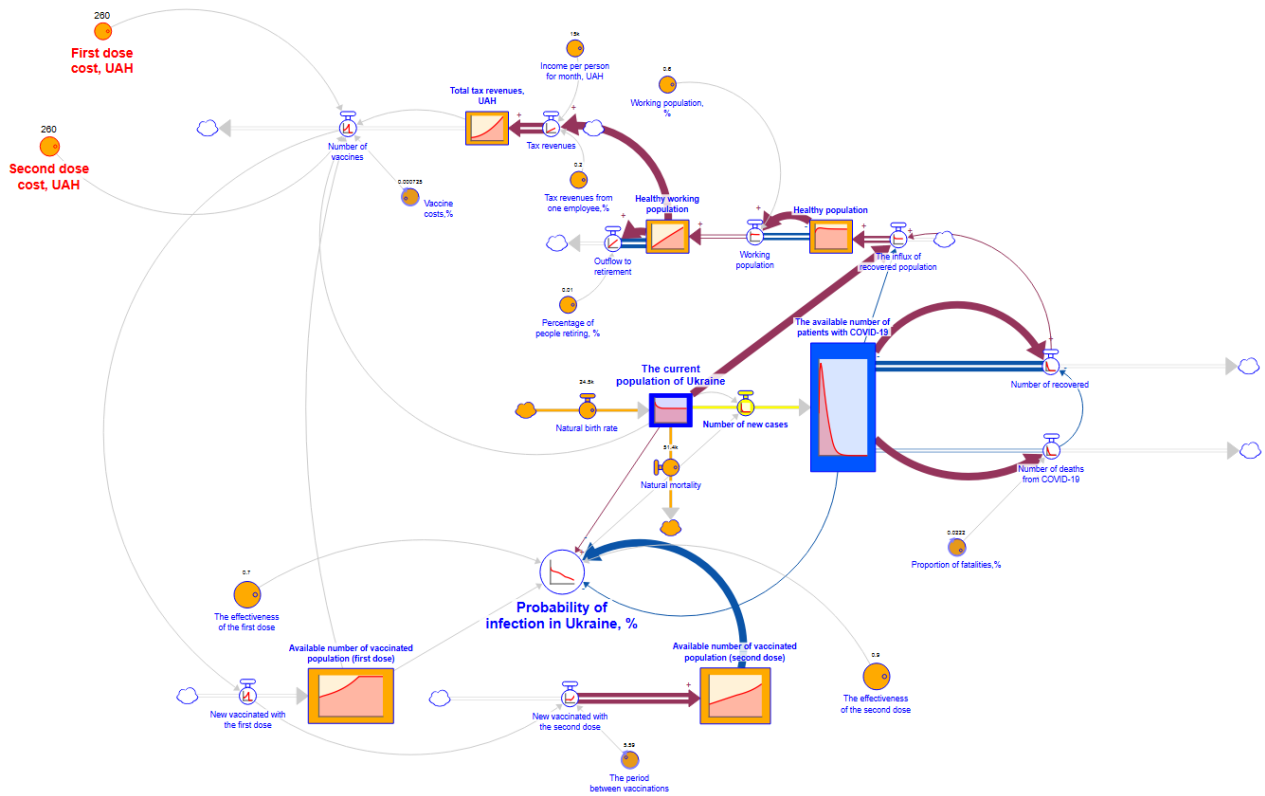 260
First dose
cost, UAH
260
Second dose
cost, UAH
Number of
vaccines
0.000725
Vaccine
costs,%
Total tax revenues,
UAH
15k
Income per person
for month, UAH
Tax revenues
0.2
Tax revenues from
one employee,%
0.6
Working population,
%
Healthy working
population
Outflow to
retirement
0.01
Percentage of
people retiring, %
Working
population
Healthy population
The influx of
recovered population
The available number of
patients with COVID-19
Number of recovered
Number of deaths
from COVID-19
0.0222
Proportion of fatalities,%
The current
population of Ukraine
24.5k
Natural birth rate
Number of new cases
51.4k
Natural mortality
0.7
The effectiveness
of the first dose
Probability of
infection in Ukraine, %
Available number of vaccinated
population (first dose)
New vaccinated with
the first dose
Available number of vaccinated
population (second dose)
New vaccinated with
the second dose
0.9
The effectiveness
of the second dose
5.59
The period
between vaccinations